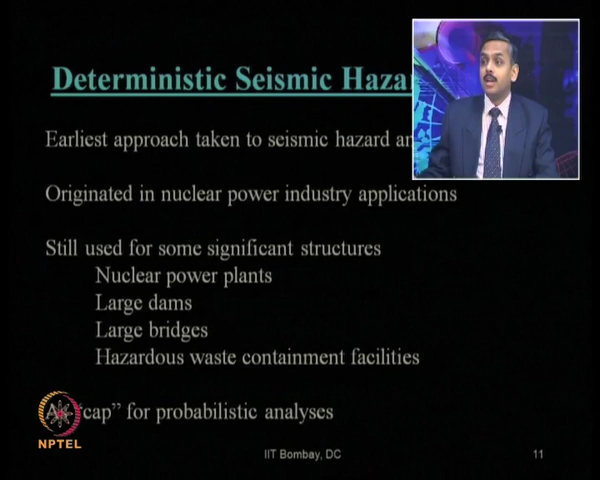 Deterministic Seismic
Earliest approach taken to seismic hazard
Originated in nuclear power industry applications
Still used for some significant structures
Nuclear power plants
Large dams
Large bridges
Hazardous waste containment facilities
"cap” for probabilistic analyses
NPTEL
IIT Bombay, DC
11